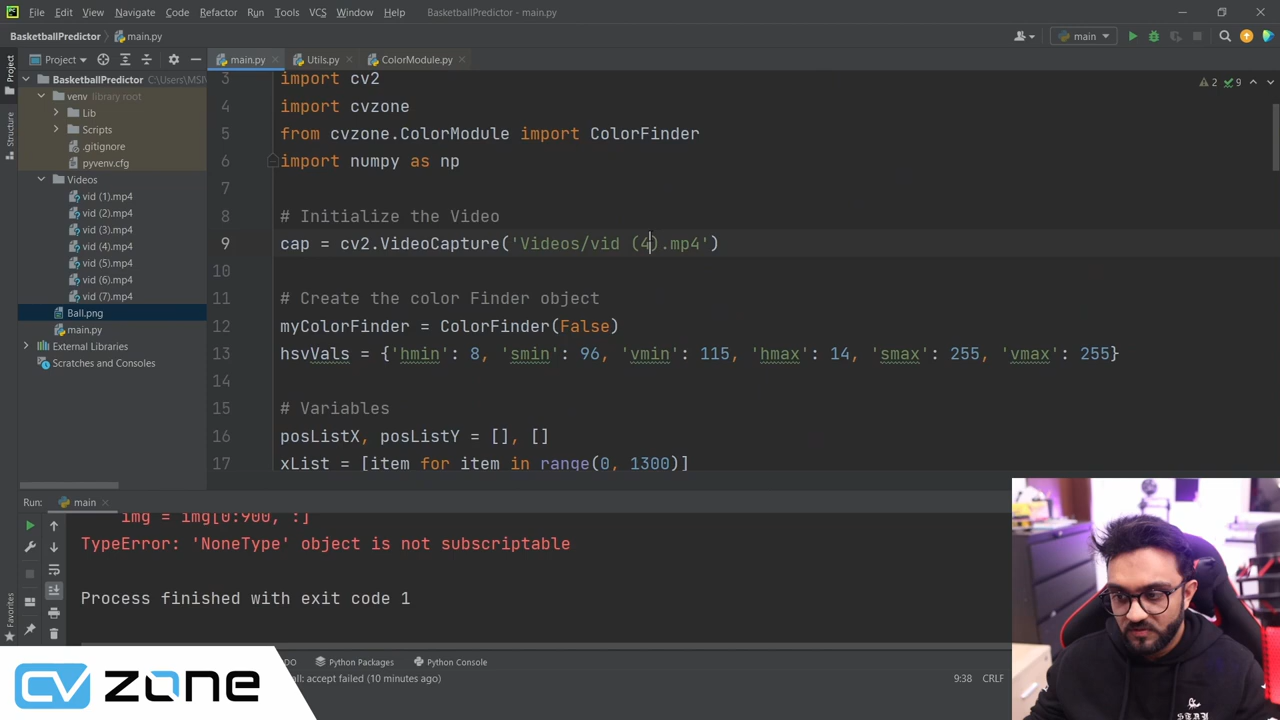 File Edit View Navigate Code Refactor Run Tools VCS Window Help BasketballPredictor - main.py
BasketballPredictor main.py main
Project main.py Utils.py ColorModule.py
Project
Structure
Favorites
BasketballPredictor C:\Users\MSI
venv library root
Lib
Scripts
.gitignore
pyvenv.cfg
Videos
vid (1).mp4
vid (2).mp4
vid (3).mp4
vid (4).mp4
vid (5).mp4
vid (6).mp4
vid (7).mp4
Ball.png
main.py
External Libraries
Scratches and Consoles
2 9
3 import cv2
4 import cvzone
5 from cvzone.ColorModule import ColorFinder
6 import numpy as np
7
8 # Initialize the Video
9 cap = cv2.VideoCapture('Videos/vid (4).mp4')
10
11 # Create the color Finder object
12 myColorFinder = ColorFinder(False)
13 hsvVals = {'hmin': 8, 'smin': 96, 'vmin': 115, 'hmax': 14, 'smax': 255, 'vmax': 255}
14
15 # Variables
16 posListX, posListY = [], []
17 xList = [item for item in range(0, 1300)]
Run: main
img = img[0:900, :]
TypeError: 'NoneType' object is not subscriptable
Process finished with exit code 1
Python Packages Python Console
accept failed (10 minutes ago) 9:38 CRLF
CVZONE